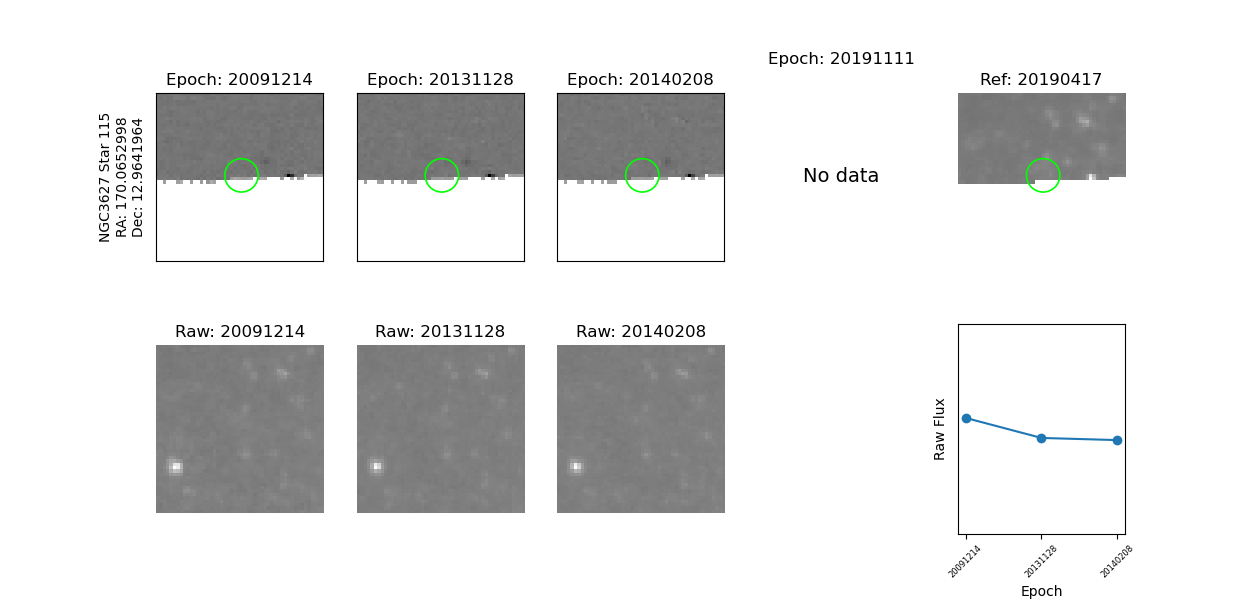 NGC3627 Star 115
RA: 170.0652998
Dec: 12.9641964
Epoch: 20091214
Epoch: 20131128
Epoch: 20140208
Epoch: 20191111
No data
Ref: 20190417
Raw: 20091214
Raw: 20131128
Raw: 20140208
Raw Flux
20091214
20131128
20140208
Epoch